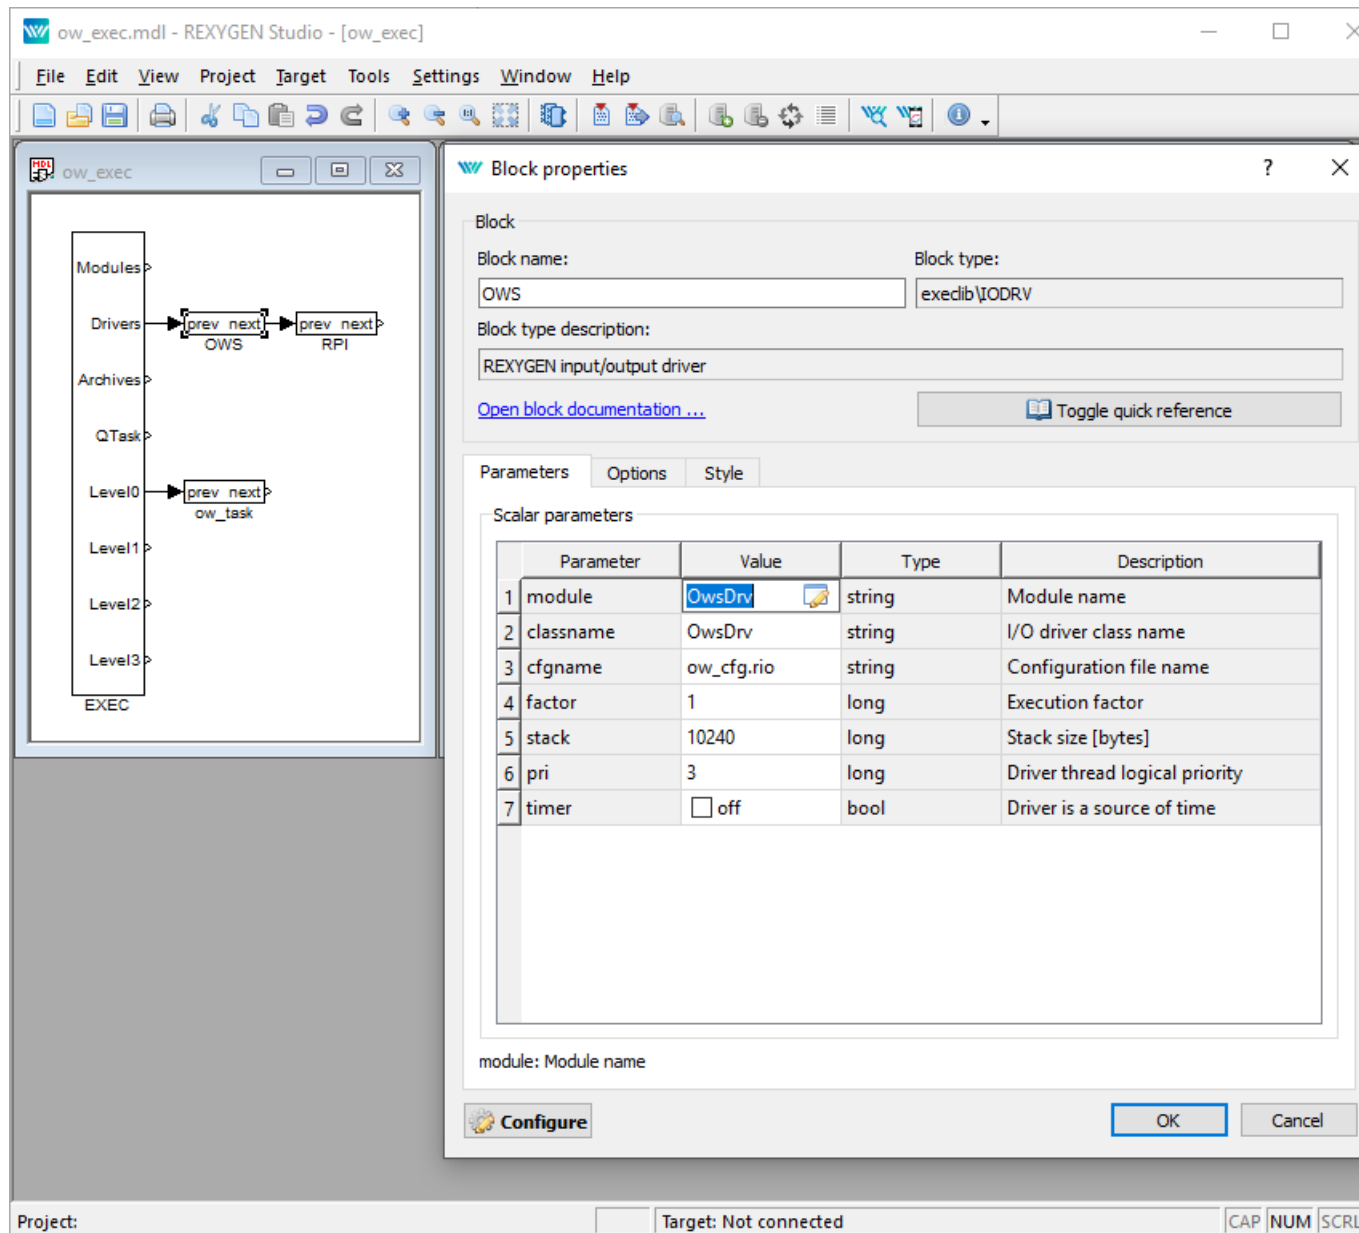 ow_exec.mdl - REXYGEN Studio - [ow_exec]
File Edit View Project Target Tools Settings Window Help
ow_exec
Modules
Drivers
prev next
OWS
prev next
RPI
Archives
QTask
Level0
prev next
ow_task
Level1
Level2
Level3
EXEC
Block properties
Block
Block name: Block type:
OWS execlib\IODRV
Block type description:
REXYGEN input/output driver
Open block documentation ... Toggle quick reference
Parameters Options Style
Scalar parameters
Parameter Value Type Description
1 module OwsDrv string Module name
2 classname OwsDrv string I/O driver class name
3 cfgname ow_cfg.rio string Configuration file name
4 factor 1 long Execution factor
5 stack 10240 long Stack size [bytes]
6 pri 3 long Driver thread logical priority
7 timer off bool Driver is a source of time
module: Module name
Configure OK Cancel
Project: Target: Not connected CAP NUM SCRL